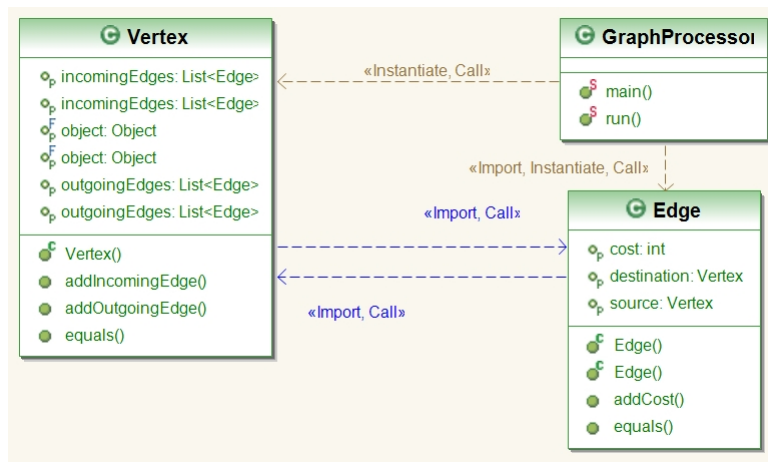 Vertex
incomingEdges: List<Edge>
incomingEdges: List<Edge>
object: Object
object: Object
outgoingEdges: List<Edge>
outgoingEdges: List<Edge>
Vertex()
addIncomingEdge()
addOutgoingEdge()
equals()
«Instantiate, Call»
GraphProcessor
main()
run()
«Import, Instantiate, Call»
«Import, Call»
«Import, Call»
Edge
cost: int
destination: Vertex
source: Vertex
Edge()
Edge()
addCost()
equals()